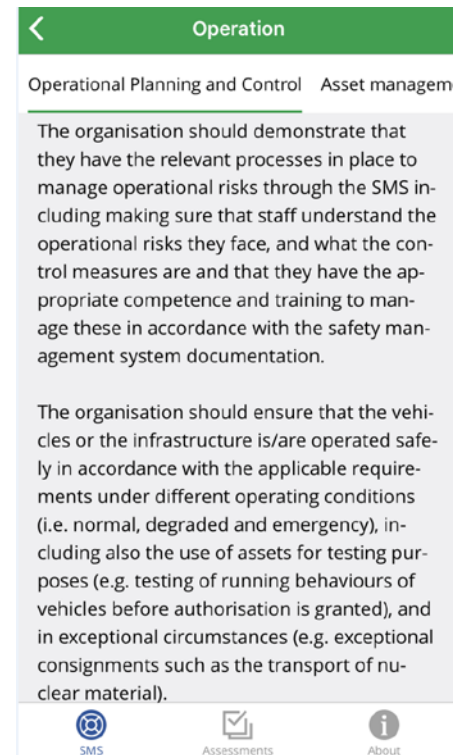 Operation
Operational Planning and Control Asset managem
The organisation should demonstrate that
they have the relevant processes in place to
manage operational risks through the SMS in-
cluding making sure that staff understand the
operational risks they face, and what the con-
trol measures are and that they have the ap-
propriate competence and training to man-
age these in accordance with the safety man-
agement system documentation.
The organisation should ensure that the vehi-
cles or the infrastructure is/are operated safe-
ly in accordance with the applicable require-
ments under different operating conditions
(i.e. normal, degraded and emergency), in-
cluding also the use of assets for testing pur-
poses (e.g. testing of running behaviours of
vehicles before authorisation is granted), and
in exceptional circumstances (e.g. exceptional
consignments such as the transport of nu-
clear material).
SMS Assessments About